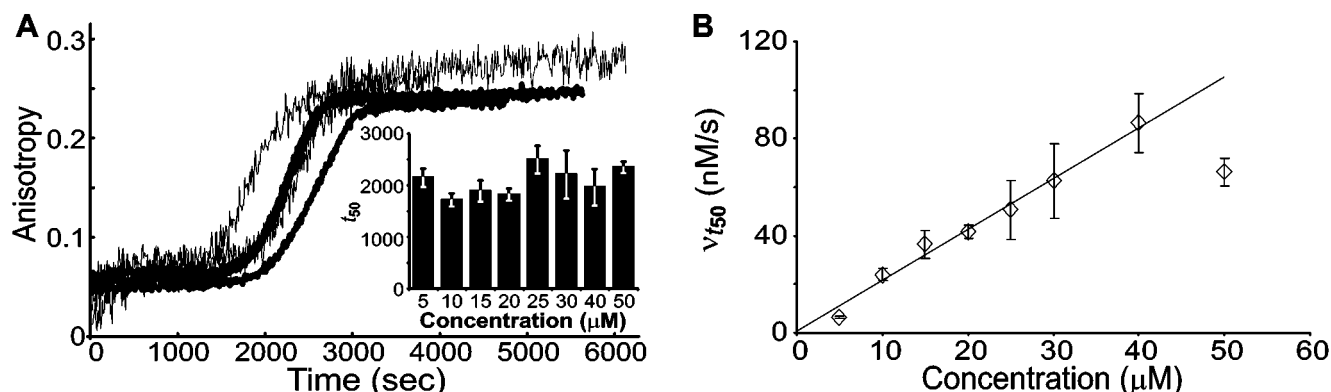 A
Anisotropy
0.3
0.2
0.1
0
0 1000 2000 3000 4000 5000 6000
Time (sec)
t50
3000
2000
1000
0
5 10 15 20 25 30 40 50
Concentration (μM)
B
vt50 (nM/s)
120
80
40
0
0 10 20 30 40 50 60
Concentration (μM)